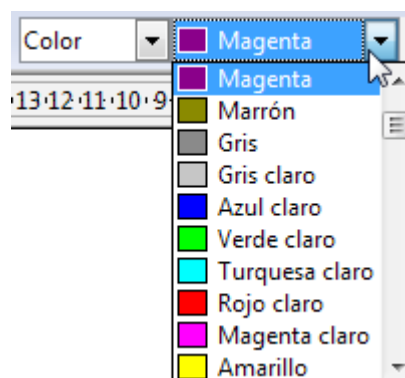 Color Magenta
Magenta
·13·12·11·10·9· Marrón
Gris
Gris claro
Azul claro
Verde claro
Turquesa claro
Rojo claro
Magenta claro
Amarillo